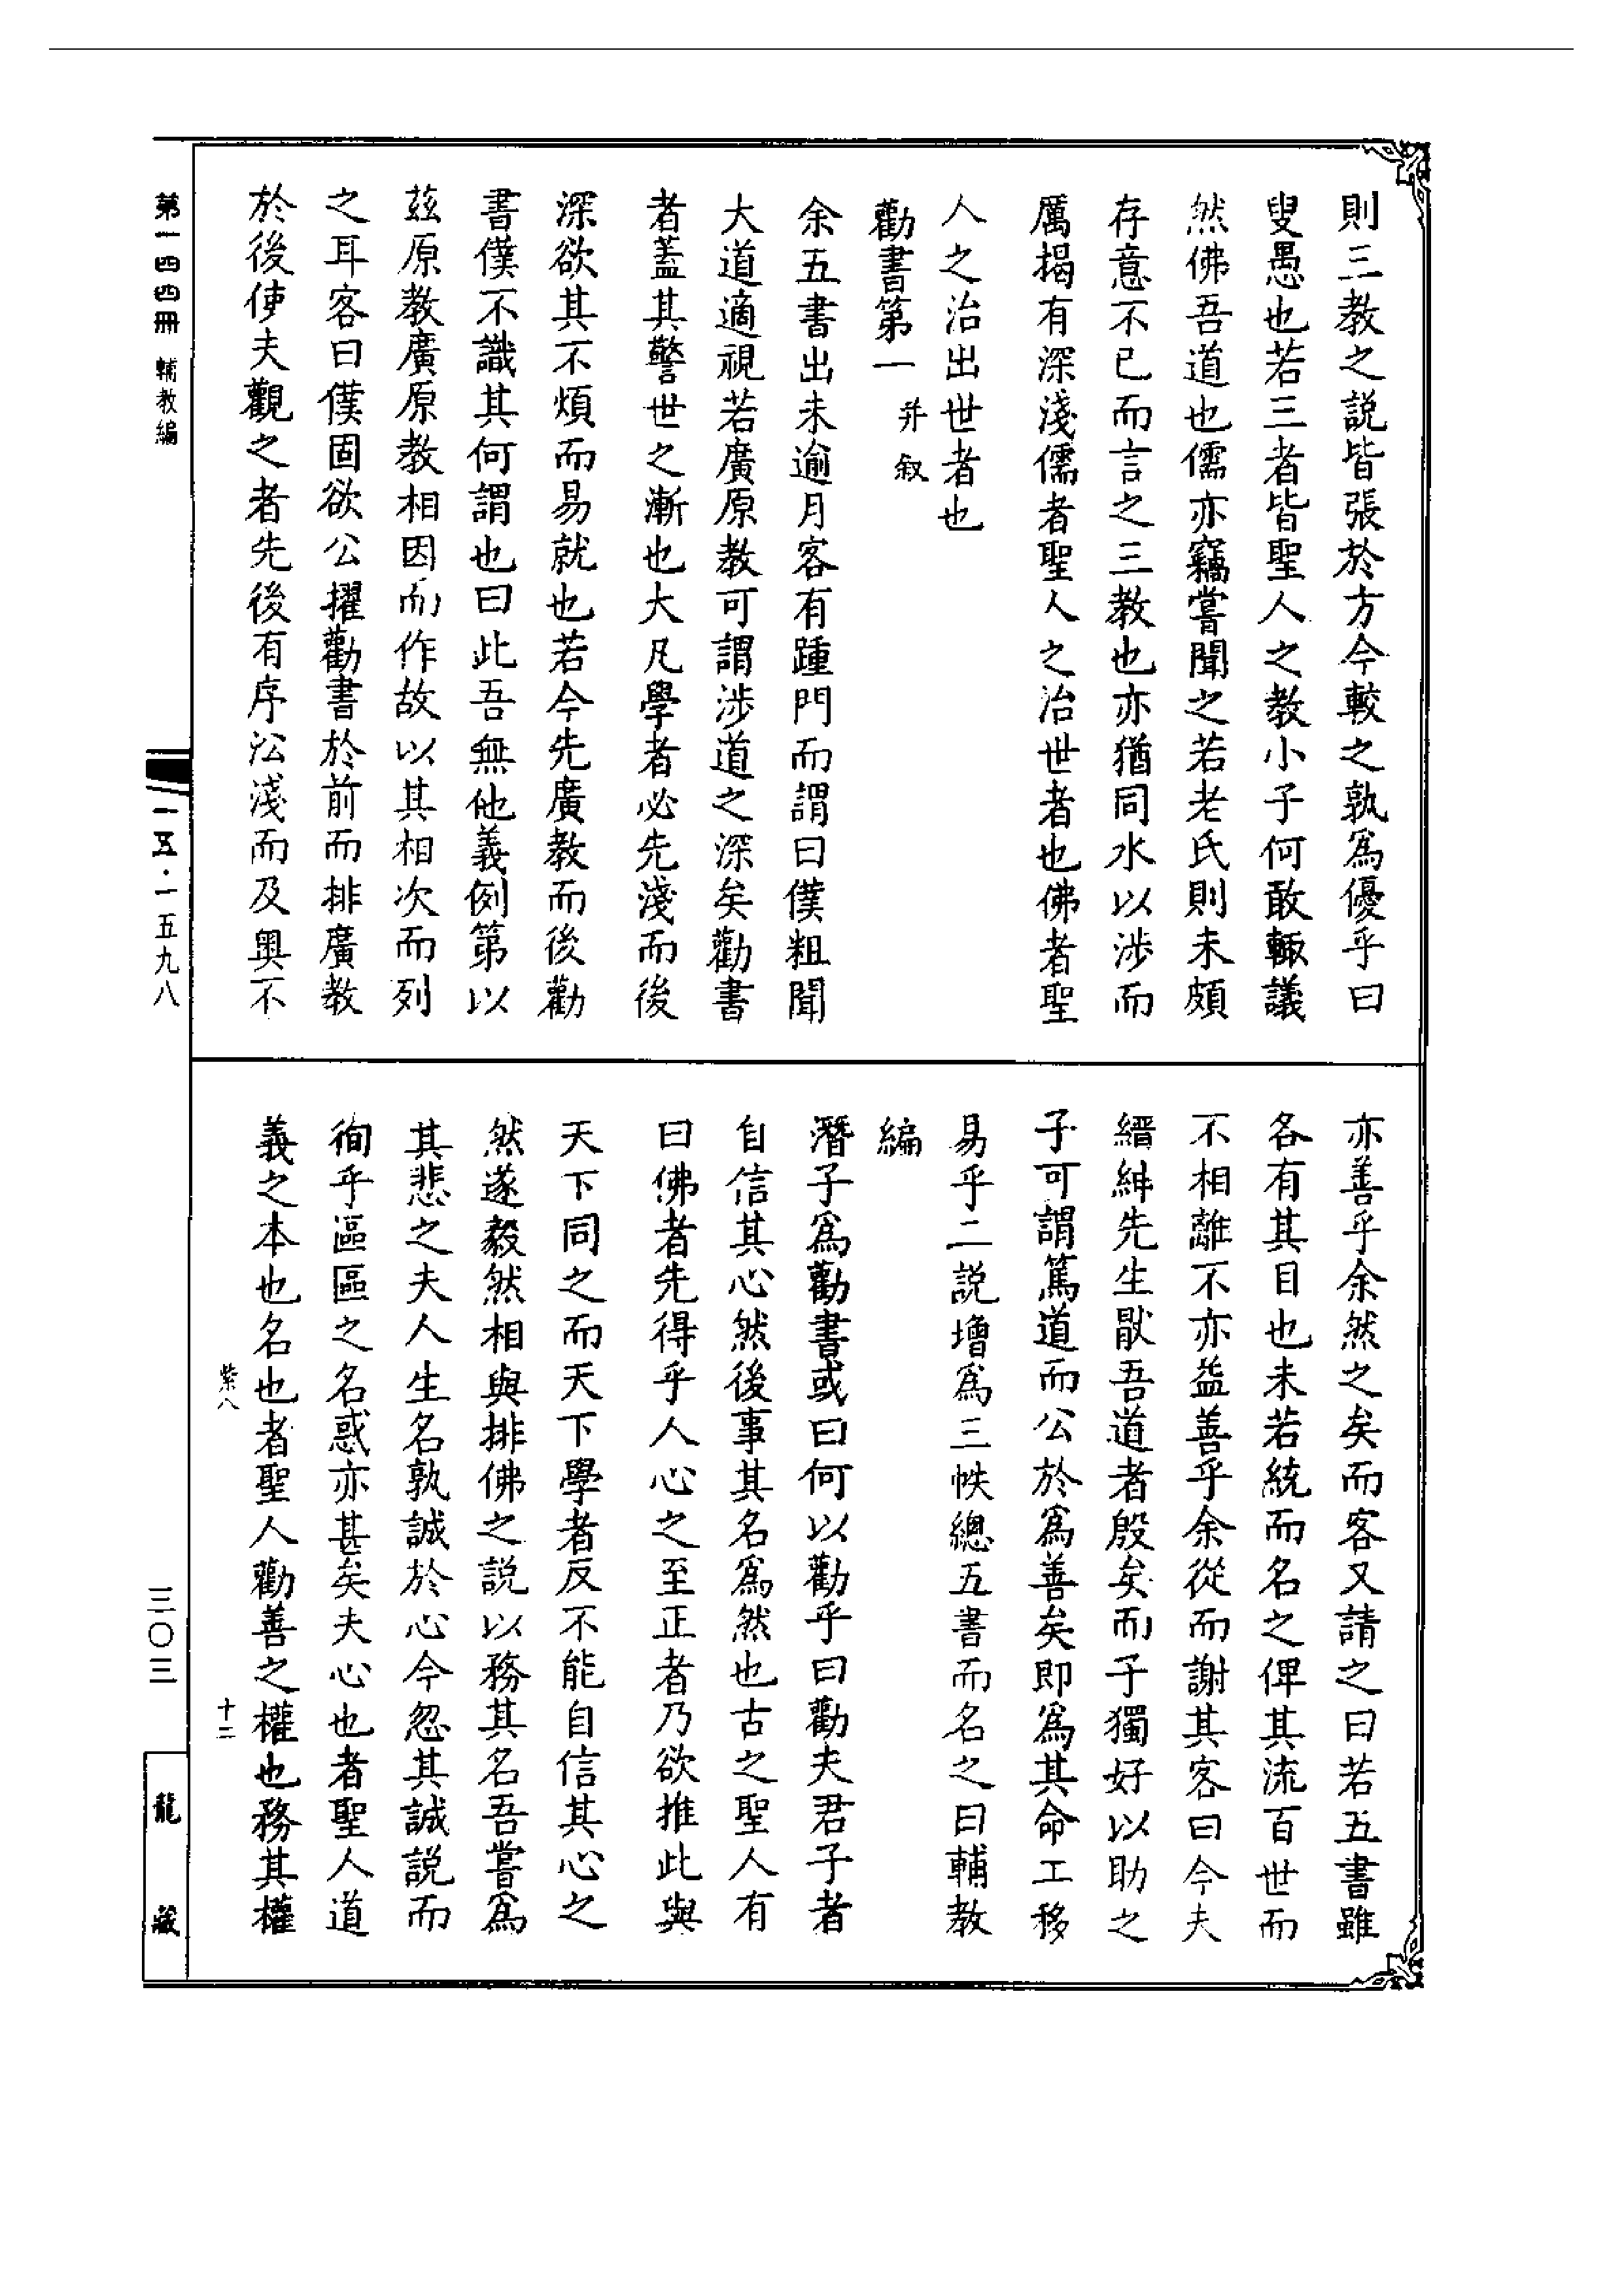 則三教之説皆張於方今較之孰爲優乎曰
叟愚也若三者皆聖人之教小子何敢輙議
然佛吾道也儒亦竊嘗聞之若老氏則未頗
存意不已而言之三教也亦猶同水以涉而
厲揭有深淺儒者聖人之治世者也佛者聖
人之治出世者也
勸書第一 并叙
余五書出未逾月客有踵門而謂曰僕粗聞
大道適視若廣原教可謂涉道之深矣勸書
者蓋其警世之漸也大凡學者必先淺而後
深欲其不煩而易就也若今先廣教而後勸
書僕不識其何謂也曰此吾無他義例第以
茲原教廣原教相因而作故以其相次而列
之耳客曰僕固欲公擢勸書於前而排廣教
於後使夫觀之者先後有序㳂淺而及奥不
亦善乎余然之矣而客又請之曰若五書雖
各有其目也未若統而名之俾其流百世而
不相離不亦益善乎余從而謝其客曰今夫
縉紳先生猒吾道者殷矣而子獨好以助之
子可謂篤道而公於爲善矣即爲其命工移
易乎二説增爲三帙總五書而名之曰輔教
編
潛子爲勸書或曰何以勸乎曰勸夫君子者
自信其心然後事其名爲然也古之聖人有
曰佛者先得乎人心之至正者乃欲推此與
天下同之而天下學者反不能自信其心之
然遂毅然相與排佛之説以務其名吾嘗爲
其悲之夫人生名孰誠於心今忽其誠説而
徇乎區區之名惑亦甚矣夫心也者聖人道
義之本也名也者聖人勸善之權也務其權
紫八
十二
第一四四冊 輔教編
一五·一五九八
三〇三
龍藏